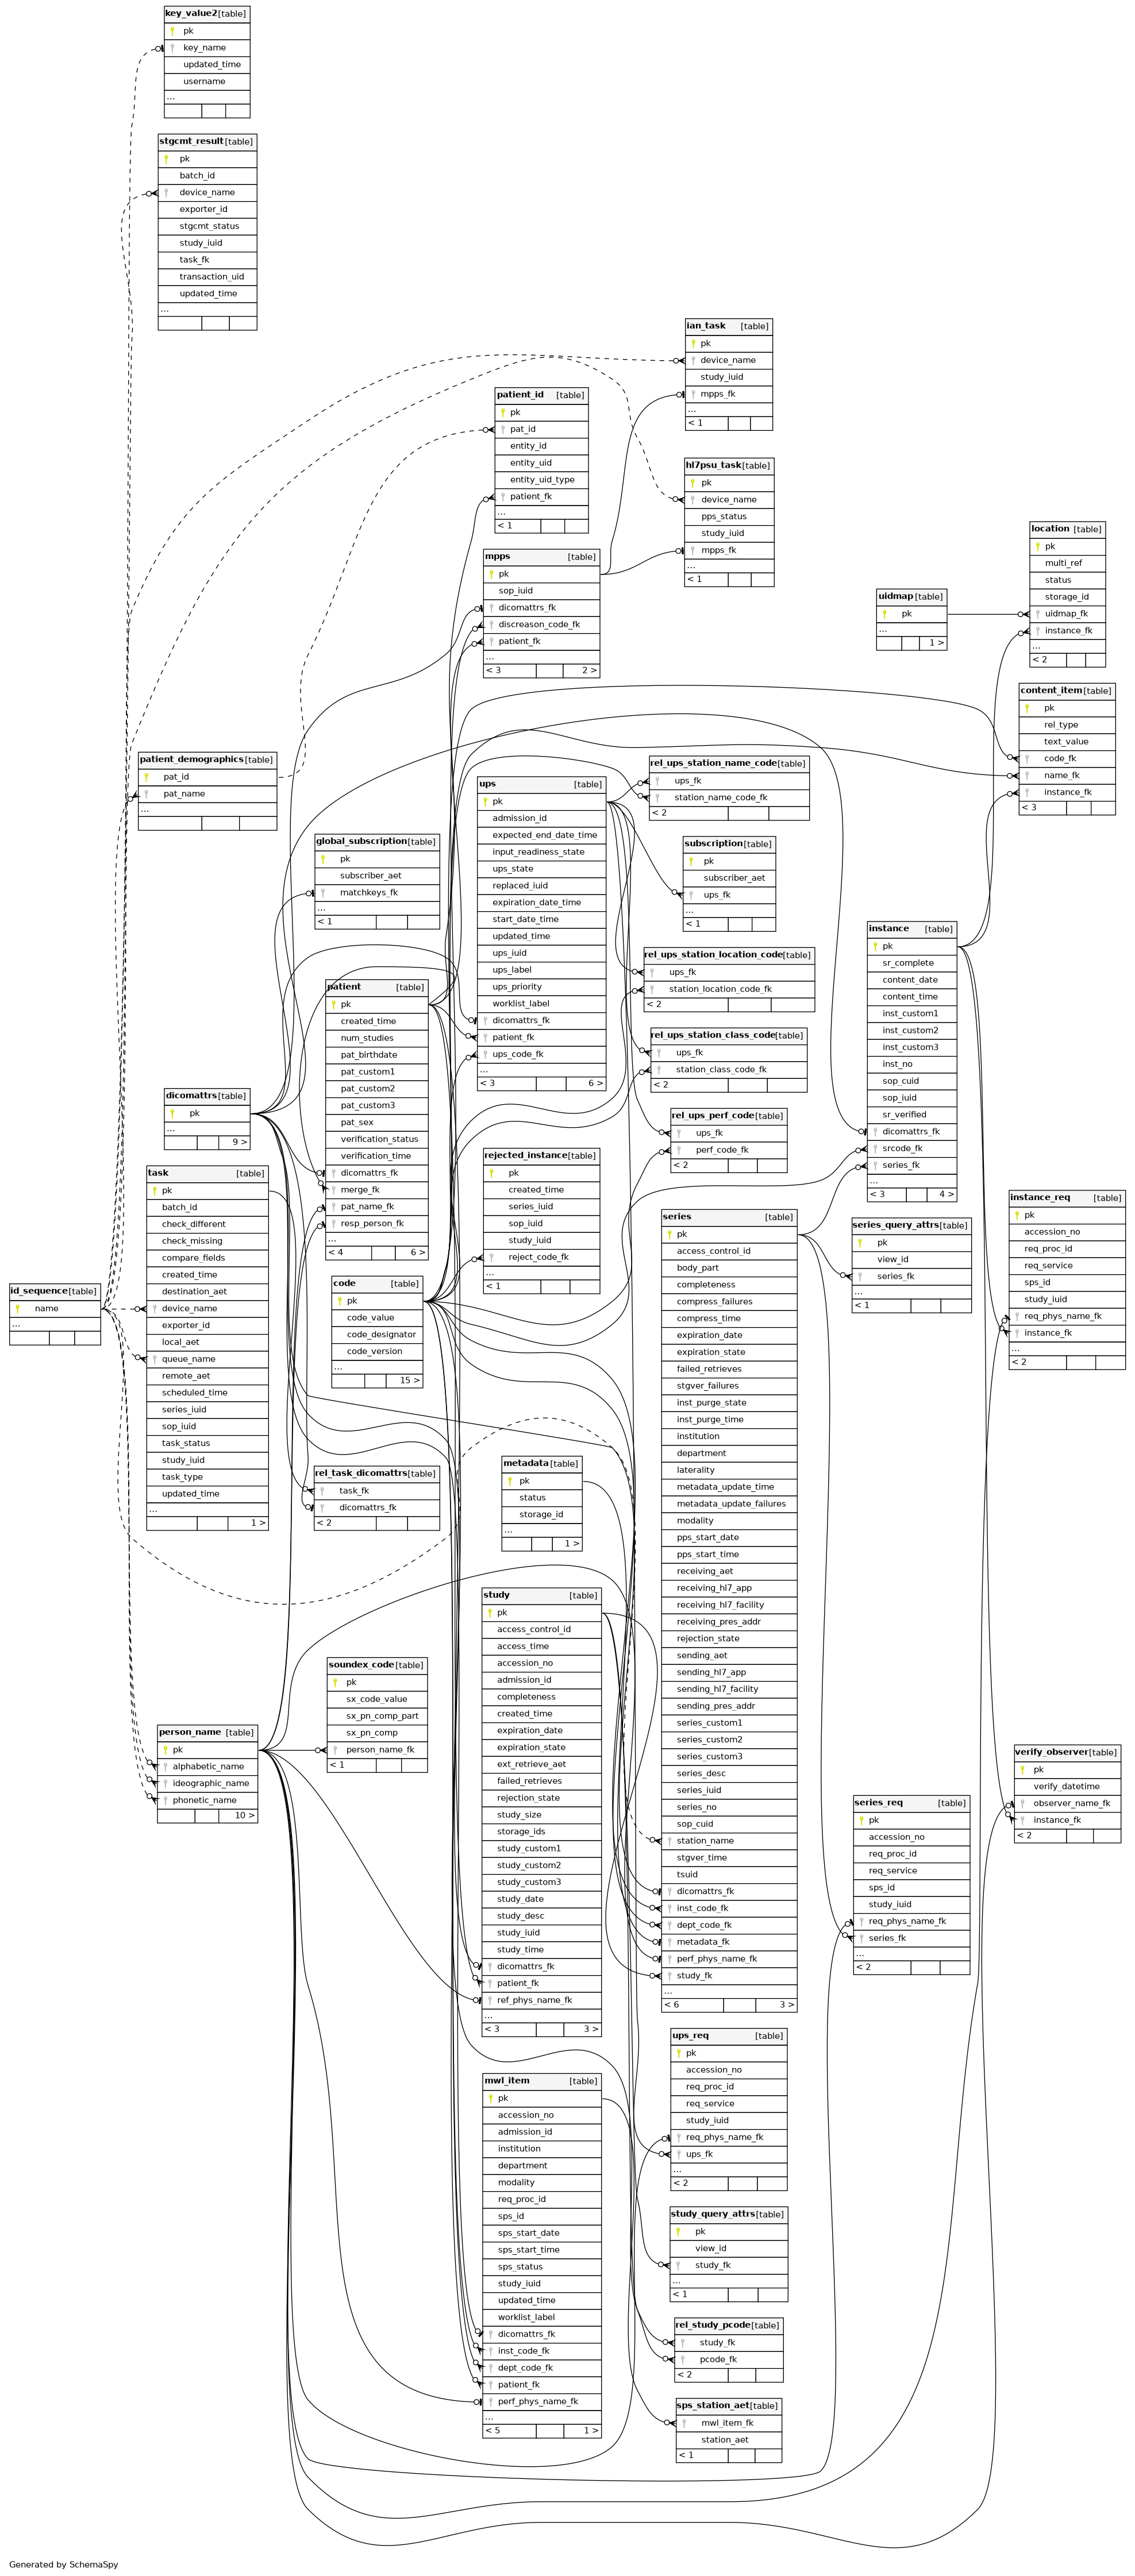 key_value2 [table]
pk
key_name
updated_time
username
...
stgcmt_result [table]
pk
batch_id
device_name
exporter_id
stgcmt_status
study_iuid
task_fk
transaction_uid
updated_time
...
ian_task [table]
pk
device_name
study_iuid
mpps_fk
...
< 1
patient_id [table]
pk
pat_id
entity_id
entity_uid
entity_uid_type
patient_fk
...
< 1
hl7psu_task [table]
pk
device_name
pps_status
study_iuid
mpps_fk
...
< 1
location [table]
pk
multi_ref
status
storage_id
uidmap_fk
instance_fk
...
< 2
mpps [table]
pk
sop_iuid
dicomattrs_fk
discreason_code_fk
patient_fk
...
< 3 2 >
uidmap [table]
pk
...
1 >
content_item [table]
pk
rel_type
text_value
code_fk
name_fk
instance_fk
< 3
patient_demographics [table]
pat_id
pat_name
...
rel_ups_station_name_code [table]
ups_fk
station_name_code_fk
< 2
ups [table]
pk
admission_id
expected_end_date_time
input_readiness_state
ups_state
replaced_iuid
expiration_date_time
start_date_time
updated_time
ups_iuid
ups_label
ups_priority
worklist_label
dicomattrs_fk
patient_fk
ups_code_fk
...
< 3 6 >
global_subscription [table]
pk
subscriber_aet
matchkeys_fk
...
< 1
subscription [table]
pk
subscriber_aet
ups_fk
...
< 1
instance [table]
pk
sr_complete
content_date
content_time
inst_custom1
inst_custom2
inst_custom3
inst_no
sop_cuid
sop_iuid
sr_verified
dicomattrs_fk
srcode_fk
series_fk
...
< 3 4 >
rel_ups_station_location_code [table]
ups_fk
station_location_code_fk
< 2
patient [table]
pk
created_time
num_studies
pat_birthdate
pat_custom1
pat_custom2
pat_custom3
pat_sex
verification_status
verification_time
dicomattrs_fk
merge_fk
pat_name_fk
resp_person_fk
...
< 4 6 >
rel_ups_station_class_code [table]
ups_fk
station_class_code_fk
< 2
dicomattrs [table]
pk
...
9 >
rel_ups_perf_code [table]
ups_fk
perf_code_fk
< 2
rejected_instance [table]
pk
created_time
series_iuid
sop_iuid
study_iuid
reject_code_fk
...
< 1
task [table]
pk
batch_id
check_different
check_missing
compare_fields
created_time
destination_aet
device_name
exporter_id
local_aet
queue_name
remote_aet
scheduled_time
series_iuid
sop_iuid
task_status
study_iuid
task_type
updated_time
...
1 >
instance_req [table]
pk
accession_no
req_proc_id
req_service
sps_id
study_iuid
req_phys_name_fk
instance_fk
...
< 2
series [table]
pk
access_control_id
body_part
completeness
compress_failures
compress_time
expiration_date
expiration_state
failed_retrieves
stgver_failures
inst_purge_state
inst_purge_time
institution
department
laterality
metadata_update_time
metadata_update_failures
modality
pps_start_date
pps_start_time
receiving_aet
receiving_hl7_app
receiving_hl7_facility
receiving_pres_addr
rejection_state
sending_aet
sending_hl7_app
sending_hl7_facility
sending_pres_addr
series_custom1
series_custom2
series_custom3
series_desc
series_iuid
series_no
sop_cuid
station_name
stgver_time
tsuid
dicomattrs_fk
inst_code_fk
dept_code_fk
metadata_fk
perf_phys_name_fk
study_fk
...
< 6 3 >
series_query_attrs [table]
pk
view_id
series_fk
...
< 1
id_sequence [table]
name
...
code [table]
pk
code_value
code_designator
code_version
...
15 >
metadata [table]
pk
status
storage_id
...
1 >
rel_task_dicomattrs [table]
task_fk
dicomattrs_fk
< 2
study [table]
pk
access_control_id
access_time
accession_no
admission_id
completeness
created_time
expiration_date
expiration_state
ext_retrieve_aet
failed_retrieves
rejection_state
study_size
storage_ids
study_custom1
study_custom2
study_custom3
study_date
study_desc
study_iuid
study_time
dicomattrs_fk
patient_fk
ref_phys_name_fk
...
< 3 3 >
soundex_code [table]
pk
sx_code_value
sx_pn_comp_part
sx_pn_comp
person_name_fk
< 1
person_name [table]
pk
alphabetic_name
ideographic_name
phonetic_name
10 >
verify_observer [table]
pk
verify_datetime
observer_name_fk
instance_fk
< 2
series_req [table]
pk
accession_no
req_proc_id
req_service
sps_id
study_iuid
req_phys_name_fk
series_fk
...
< 2
ups_req [table]
pk
accession_no
req_proc_id
req_service
study_iuid
req_phys_name_fk
ups_fk
...
< 2
mwl_item [table]
pk
accession_no
admission_id
institution
department
modality
req_proc_id
sps_id
sps_start_date
sps_start_time
sps_status
study_iuid
updated_time
worklist_label
dicomattrs_fk
inst_code_fk
dept_code_fk
patient_fk
perf_phys_name_fk
...
< 5 1 >
study_query_attrs [table]
pk
view_id
study_fk
...
< 1
rel_study_pcode [table]
study_fk
pcode_fk
< 2
sps_station_aet [table]
mwl_item_fk
station_aet
< 1
Generated by SchemaSpy